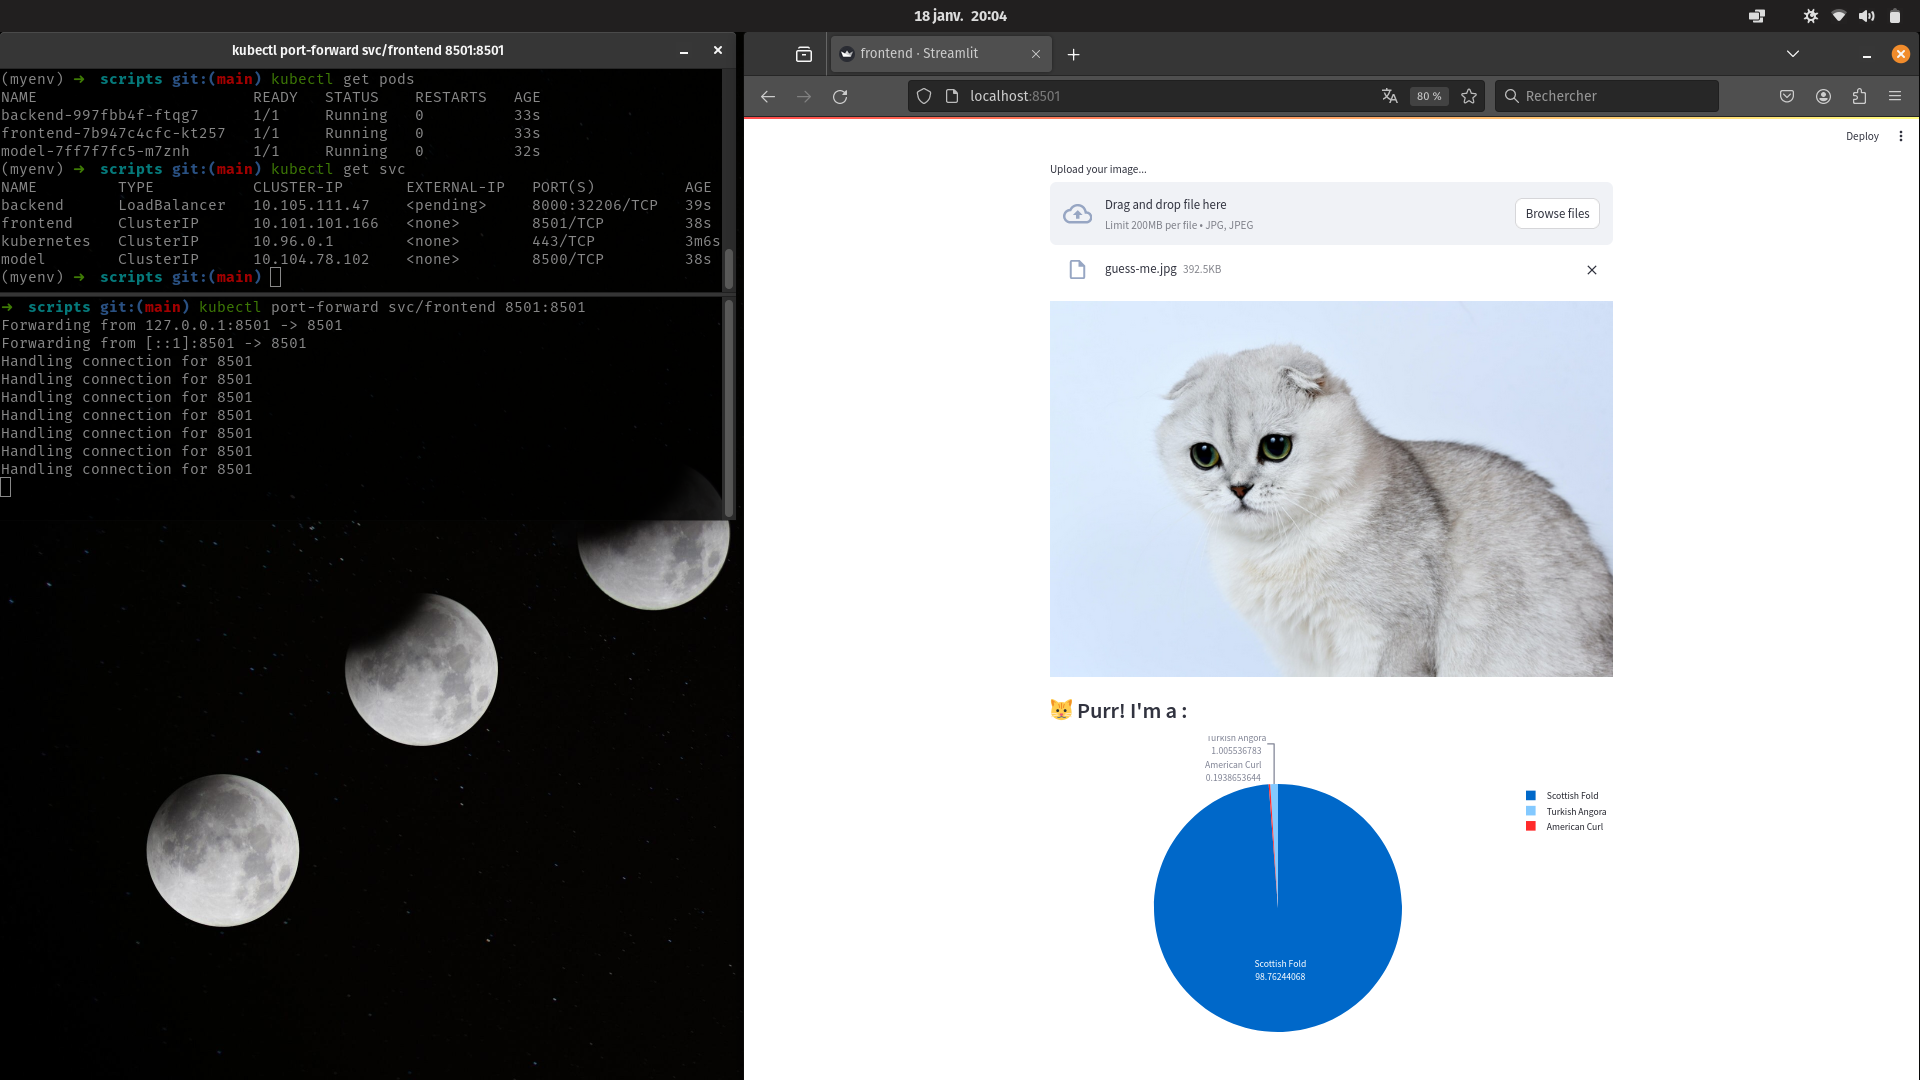 18 janv. 20:04
kubectl port-forward svc/frontend 8501:8501
(myenv) ➜ scripts git:(main) kubectl get pods
NAME READY STATUS RESTARTS AGE
backend-997fbb4f-ftqg7 1/1 Running 0 33s
frontend-7b947c4cfc-kt257 1/1 Running 0 33s
model-7ff7f7fc5-m7znh 1/1 Running 0 32s
(myenv) ➜ scripts git:(main) kubectl get svc
NAME TYPE CLUSTER-IP EXTERNAL-IP PORT(S) AGE
backend LoadBalancer 10.105.111.47 <pending> 8000:32206/TCP 39s
frontend ClusterIP 10.101.101.166 <none> 8501/TCP 38s
kubernetes ClusterIP 10.96.0.1 <none> 443/TCP 3m6s
model ClusterIP 10.104.78.102 <none> 8500/TCP 38s
(myenv) ➜ scripts git:(main)
➜ scripts git:(main) kubectl port-forward svc/frontend 8501:8501
Forwarding from 127.0.0.1:8501 -> 8501
Forwarding from [::1]:8501 -> 8501
Handling connection for 8501
Handling connection for 8501
Handling connection for 8501
Handling connection for 8501
Handling connection for 8501
Handling connection for 8501
Handling connection for 8501
frontend · Streamlit
localhost:8501
80 %
Rechercher
Deploy
Upload your image...
Drag and drop file here
Limit 200MB per file • JPG, JPEG
Browse files
guess-me.jpg 392.5KB
🐱 Purr! I'm a :
Turkish Angora
1.005536783
American Curl
0.1938653644
Scottish Fold
98.76244068
Scottish Fold
Turkish Angora
American Curl